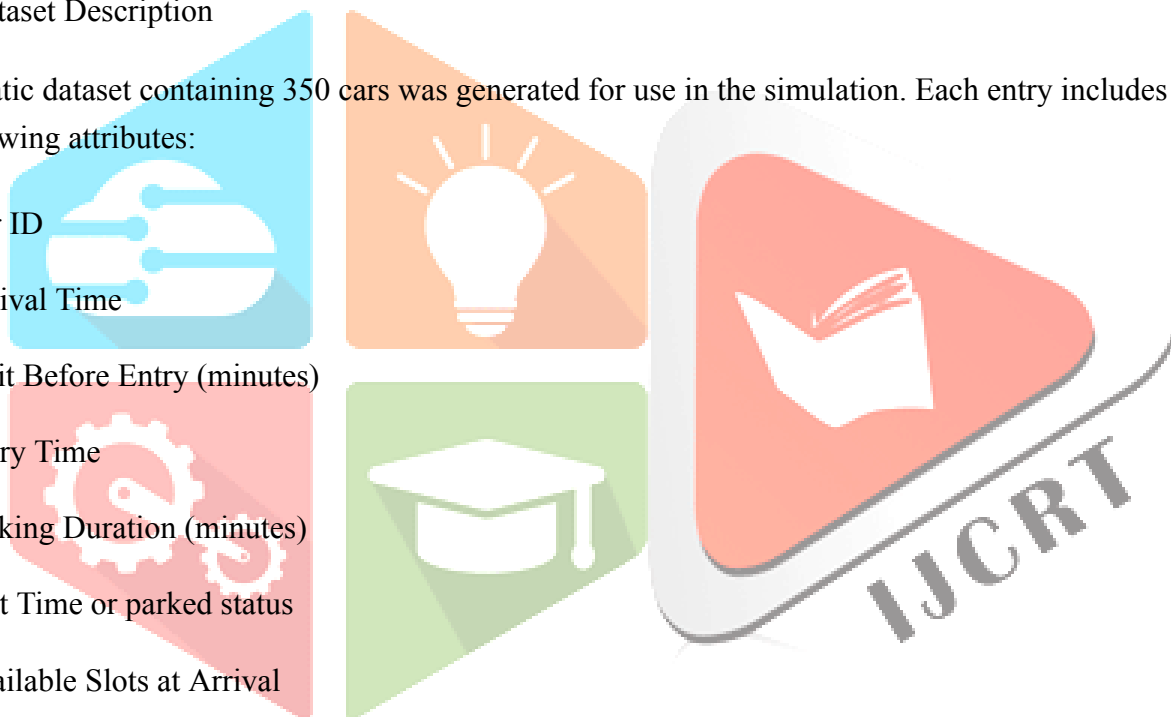 taset Description
atic dataset containing 350 cars was generated for use in the simulation. Each entry includes
wing attributes:
r ID
ival Time
it Before Entry (minutes)
ry Time
king Duration (minutes)
t Time or parked status
ailable Slots at Arrival
IJCRT